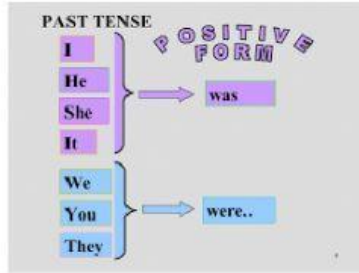 PAST TENSE
POSITIVE
FORM
I
He
She
It
was
We
You
They
were..